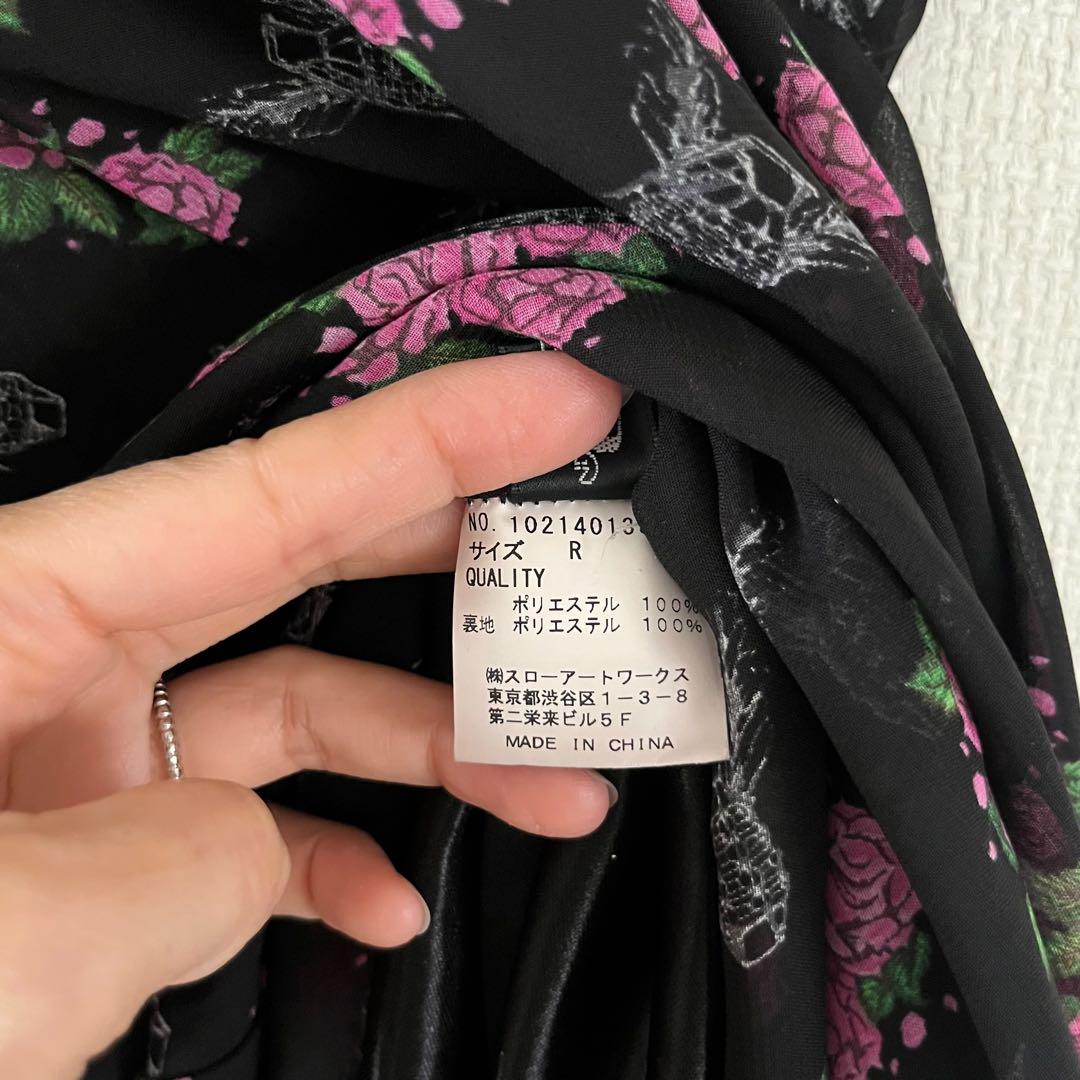 NO. 10214013
サイズ R
QUALITY
ポリエステル 100%
裏地 ポリエステル 100%
㈱スローアートワークス
東京都渋谷区1-3-8
第二栄来ビル5F
MADE IN CHINA